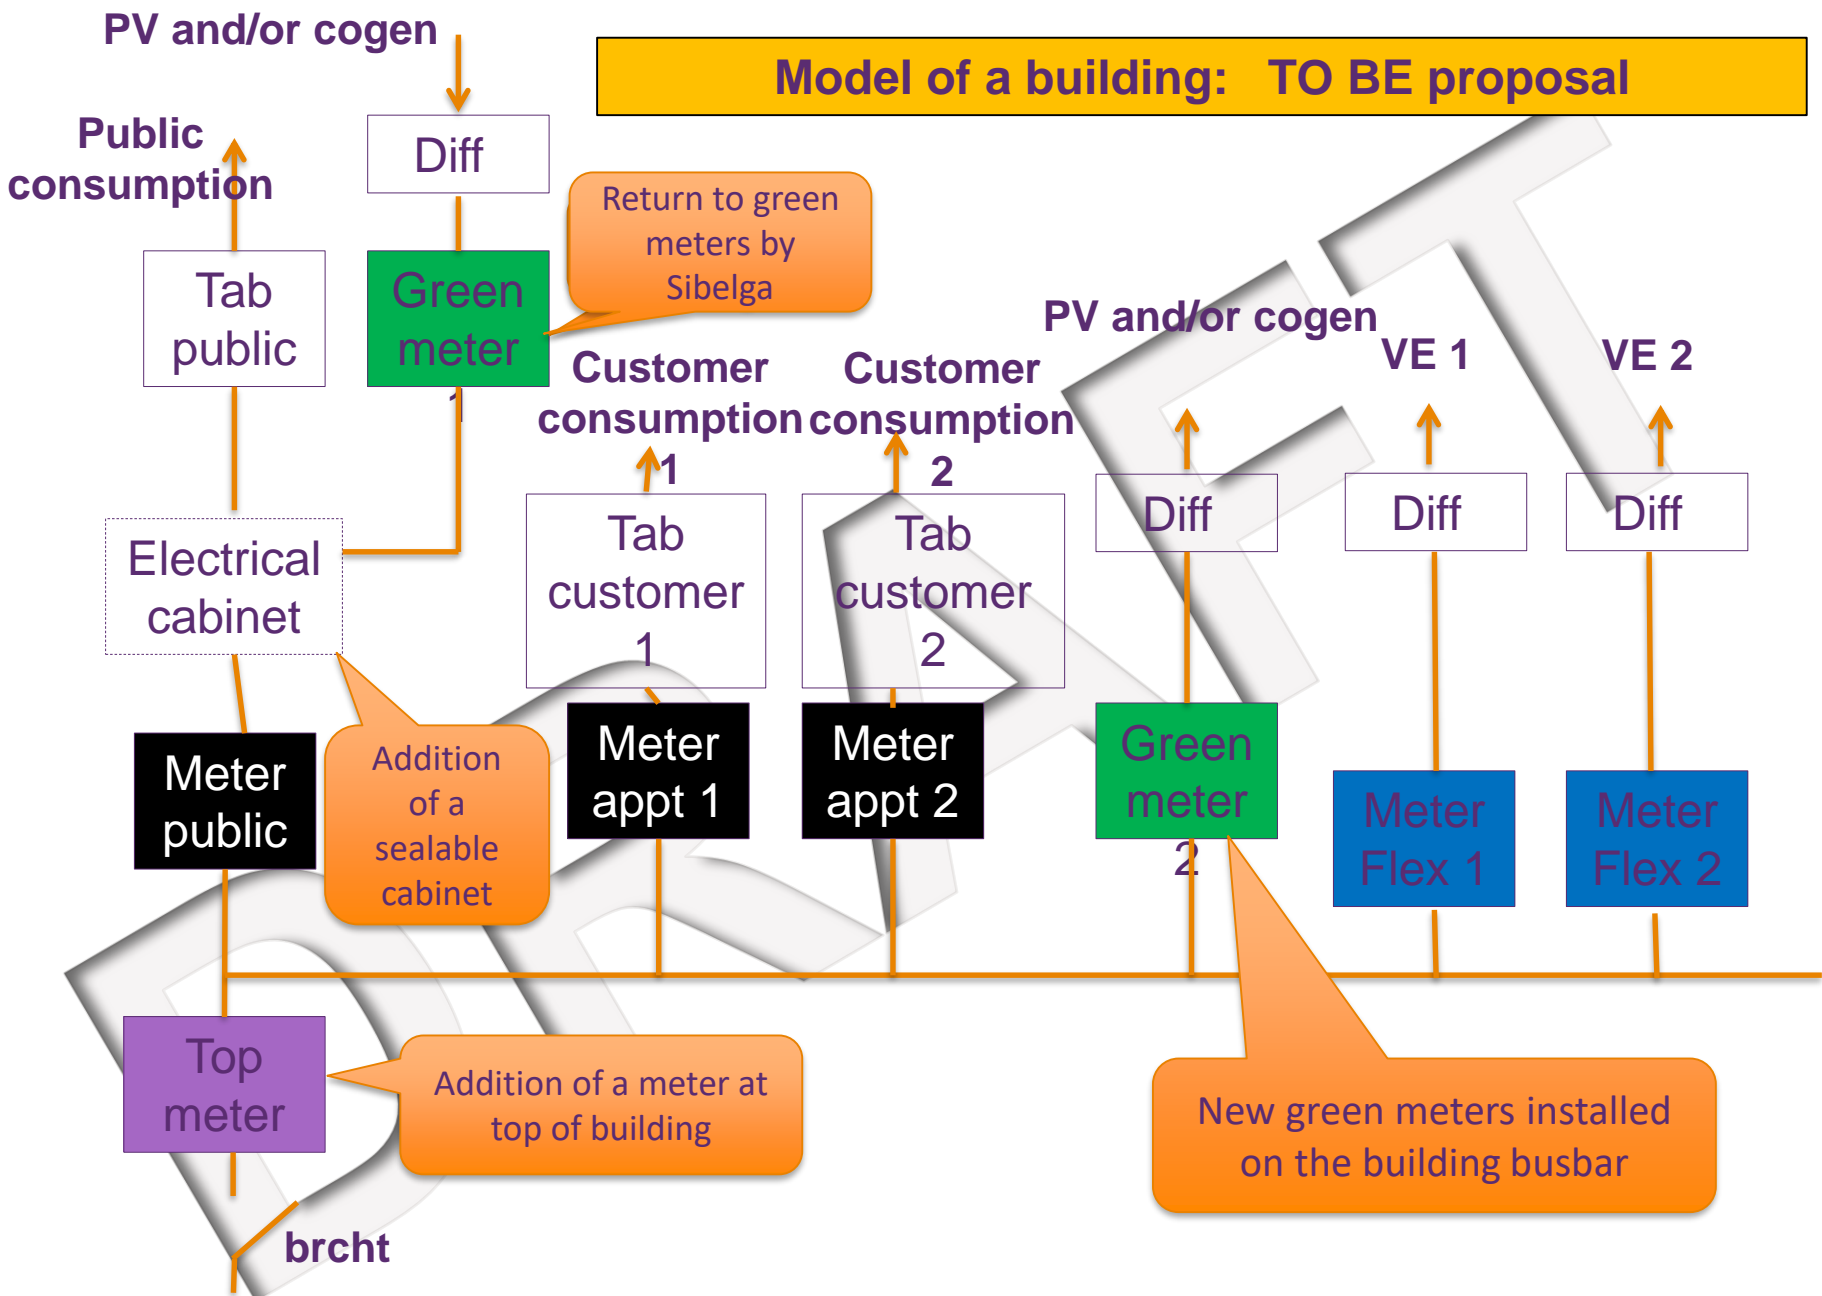 PV and/or cogen
Model of a building:   TO BE proposal
Public
consumption
Diff
Return to green
meters by
Sibelga
Tab
public
Green
meter
1
PV and/or cogen
VE 1
VE 2
Customer
consumption
1
Customer
consumption
2
Electrical
cabinet
Tab
customer
1
Tab
customer
2
Diff
Diff
Diff
Meter
public
Addition
of a
sealable
cabinet
Meter
appt 1
Meter
appt 2
Green
meter
2
Meter
Flex 1
Meter
Flex 2
Top
meter
Addition of a meter at
top of building
New green meters installed
on the building busbar
brcht
DRAFT